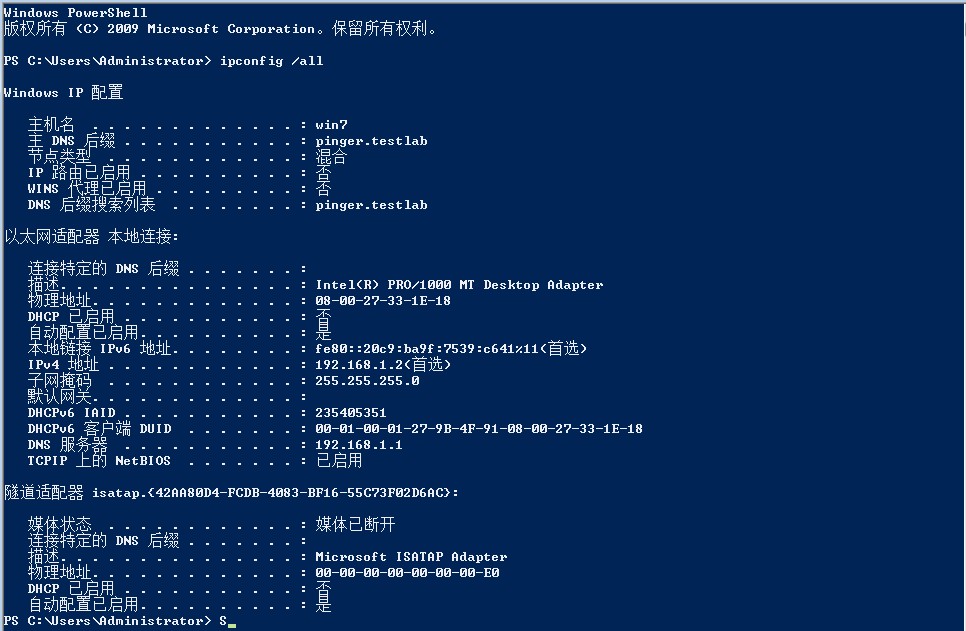 Windows PowerShell
版权所有 (C) 2009 Microsoft Corporation。保留所有权利。
PS C:\Users\Administrator> ipconfig /all
Windows IP 配置
主机名 . . . . . . . . . . . . . : win7
主 DNS 后缀 . . . . . . . . . . . : pinger.testlab
节点类型 . . . . . . . . . . . . : 混合
IP 路由已启用 . . . . . . . . . . : 否
WINS 代理已启用 . . . . . . . . . : 否
DNS 后缀搜索列表 . . . . . . . . : pinger.testlab
以太网适配器 本地连接:
连接特定的 DNS 后缀 . . . . . . . :
描述. . . . . . . . . . . . . . . : Intel(R) PRO/1000 MT Desktop Adapter
物理地址. . . . . . . . . . . . . : 08-00-27-33-1E-18
DHCP 已启用 . . . . . . . . . . . : 否
自动配置已启用. . . . . . . . . . : 是
本地链接 IPv6 地址. . . . . . . . : fe80::20c9:ba9f:7539:c641%11(首选)
IPv4 地址 . . . . . . . . . . . . : 192.168.1.2(首选)
子网掩码 . . . . . . . . . . . . : 255.255.255.0
默认网关. . . . . . . . . . . . . :
DHCPv6 IAID . . . . . . . . . . . : 235405351
DHCPv6 客户端 DUID . . . . . . . : 00-01-00-01-27-9B-4F-91-08-00-27-33-1E-18
DNS 服务器 . . . . . . . . . . . : 192.168.1.1
TCPIP 上的 NetBIOS . . . . . . . : 已启用
隧道适配器 isatap.{42AA80D4-FCDB-4083-BF16-55C73F02D6AC}:
媒体状态 . . . . . . . . . . . . : 媒体已断开
连接特定的 DNS 后缀 . . . . . . . :
描述. . . . . . . . . . . . . . . : Microsoft ISATAP Adapter
物理地址. . . . . . . . . . . . . : 00-00-00-00-00-00-00-E0
DHCP 已启用 . . . . . . . . . . . : 否
自动配置已启用. . . . . . . . . . : 是
PS C:\Users\Administrator> S_